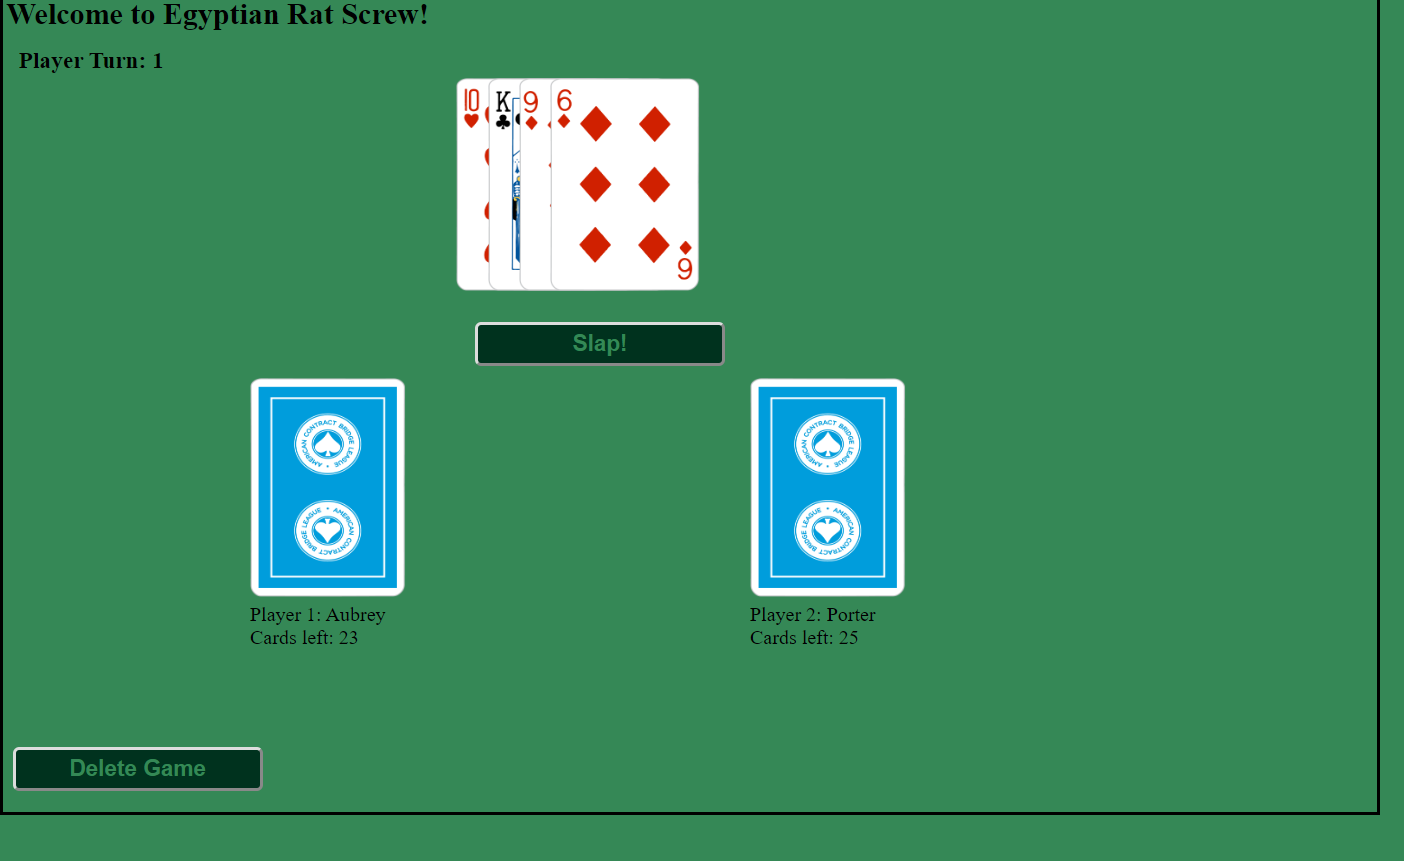 Welcome to Egyptian Rat Screw!
Player Turn: 1
10 K 9 6
6
Slap!
AMERICAN CONTRACT BRIDGE LEAGUE •
AMERICAN CONTRACT BRIDGE LEAGUE •
AMERICAN CONTRACT BRIDGE LEAGUE •
AMERICAN CONTRACT BRIDGE LEAGUE •
Player 1: Aubrey
Cards left: 23
Player 2: Porter
Cards left: 25
Delete Game